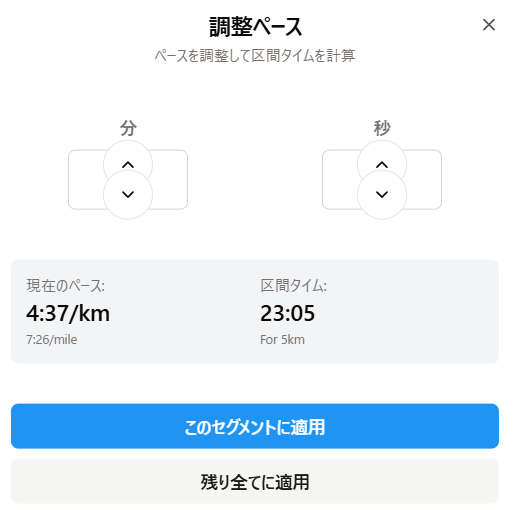 調整ペース
ペースを調整して区間タイムを計算
分
秒
現在のペース:
4:37/km
7:26/mile
区間タイム:
23:05
For 5km
このセグメントに適用
残り全てに適用